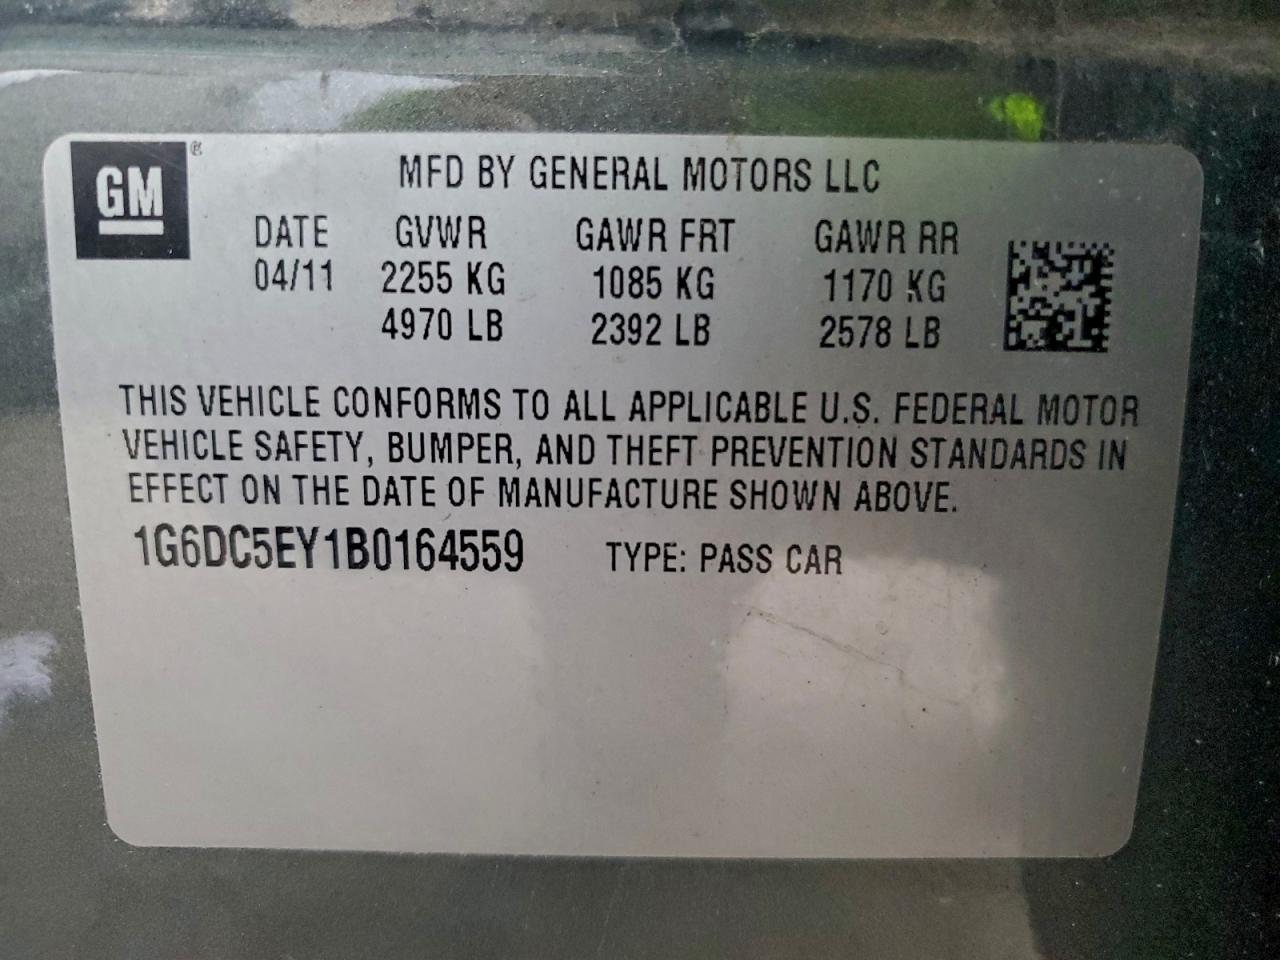 GM ®
MFD BY GENERAL MOTORS LLC
DATE GVWR GAWR FRT GAWR RR
04/11 2255 KG 1085 KG 1170 KG
4970 LB 2392 LB 2578 LB
THIS VEHICLE CONFORMS TO ALL APPLICABLE U.S. FEDERAL MOTOR
VEHICLE SAFETY, BUMPER, AND THEFT PREVENTION STANDARDS IN
EFFECT ON THE DATE OF MANUFACTURE SHOWN ABOVE.
1G6DC5EY1B0164559 TYPE: PASS CAR